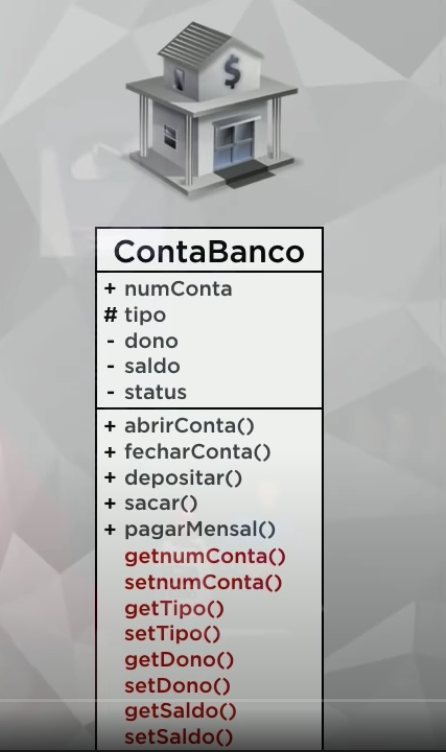 $
ContaBanco
+ numConta
# tipo
- dono
- saldo
- status
+ abrirConta()
+ fecharConta()
+ depositar()
+ sacar()
+ pagarMensal()
getnumConta()
setnumConta()
getTipo()
setTipo()
getDono()
setDono()
getSaldo()
setSaldo()